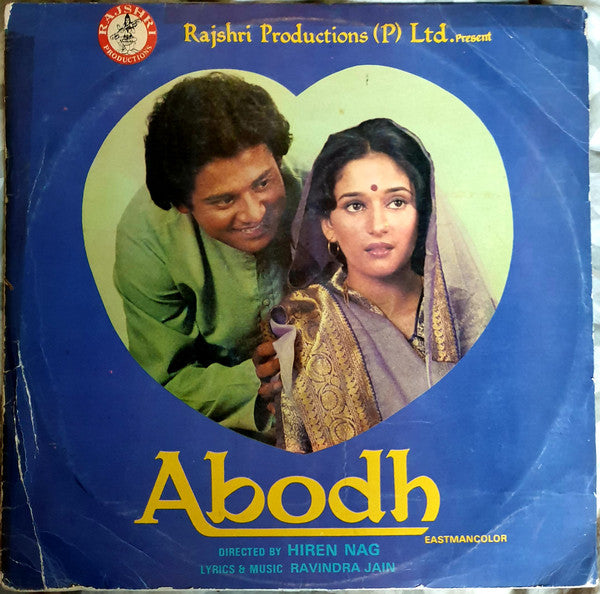 RAJSHRI
PRODUCTIONS
Rajshri Productions (P) Ltd. Present
Abodh
EASTMANCOLOR
DIRECTED BY HIREN NAG
LYRICS & MUSIC RAVINDRA JAIN